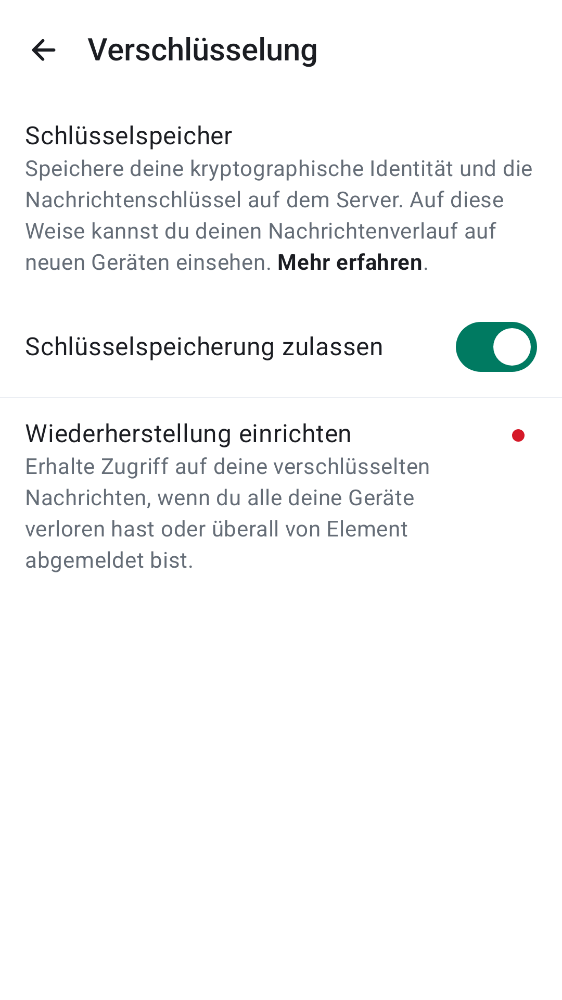 Verschlüsselung
Schlüsselspeicher
Speichere deine kryptographische Identität und die
Nachrichtenschlüssel auf dem Server. Auf diese
Weise kannst du deinen Nachrichtenverlauf auf
neuen Geräten einsehen. Mehr erfahren.
Schlüsselspeicherung zulassen
Wiederherstellung einrichten
Erhalte Zugriff auf deine verschlüsselten
Nachrichten, wenn du alle deine Geräte
verloren hast oder überall von Element
abgemeldet bist.